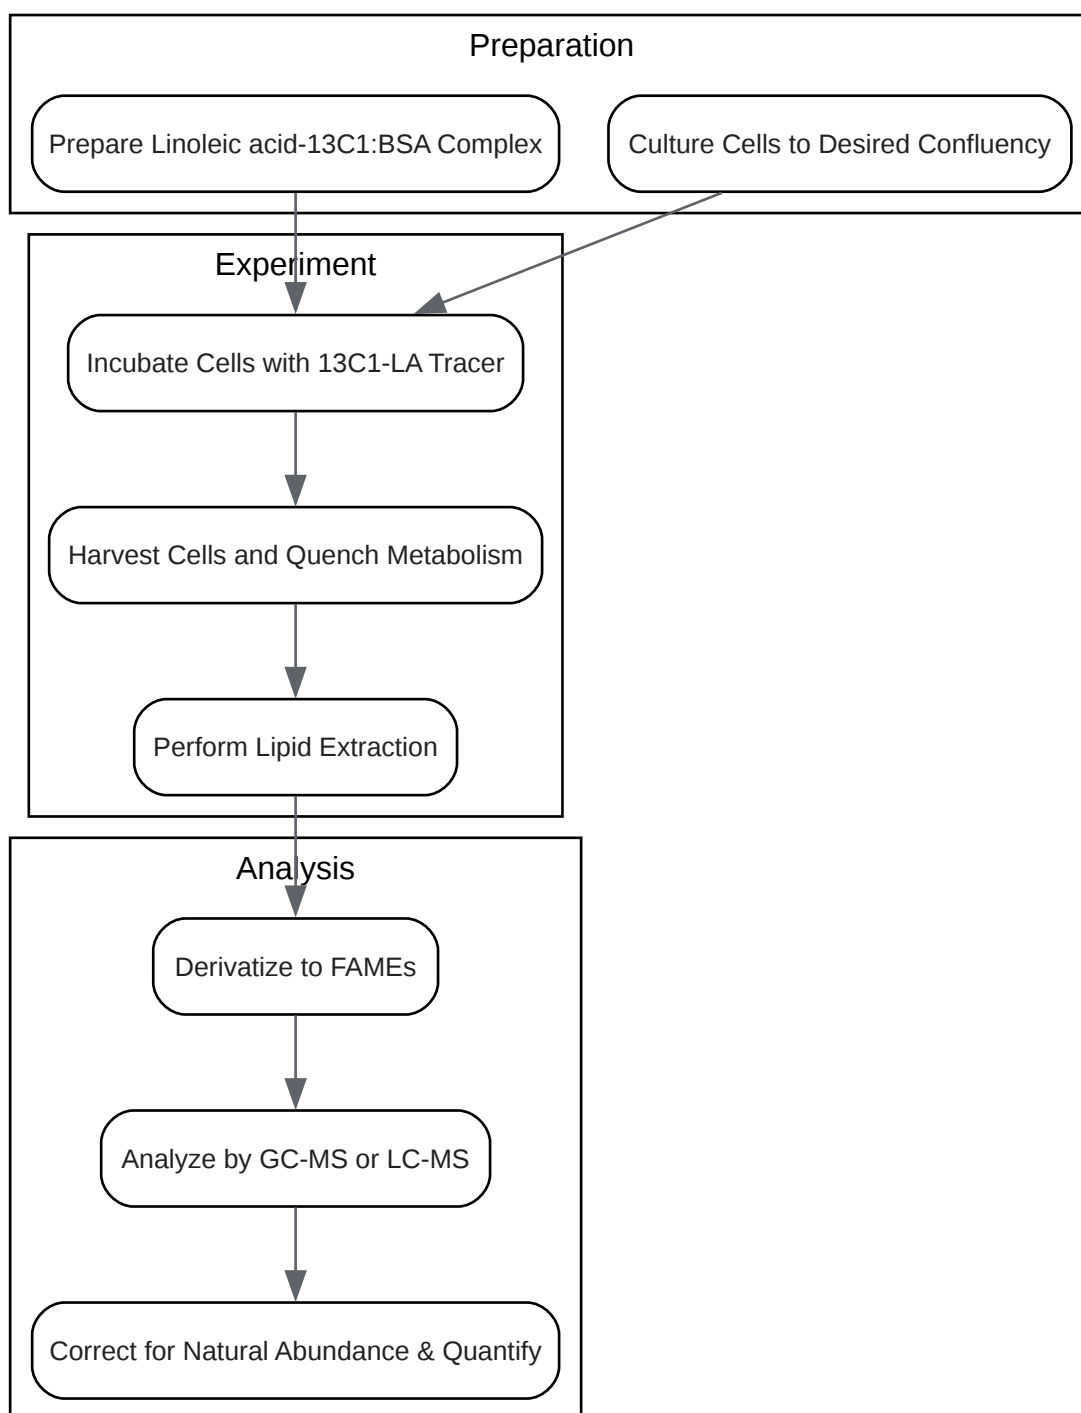 Preparation
Prepare Linoleic acid-13C1:BSA Complex
Culture Cells to Desired Confluency
Experiment
Incubate Cells with 13C1-LA Tracer
Harvest Cells and Quench Metabolism
Perform Lipid Extraction
Analysis
Derivatize to FAMEs
Analyze by GC-MS or LC-MS
Correct for Natural Abundance & Quantify